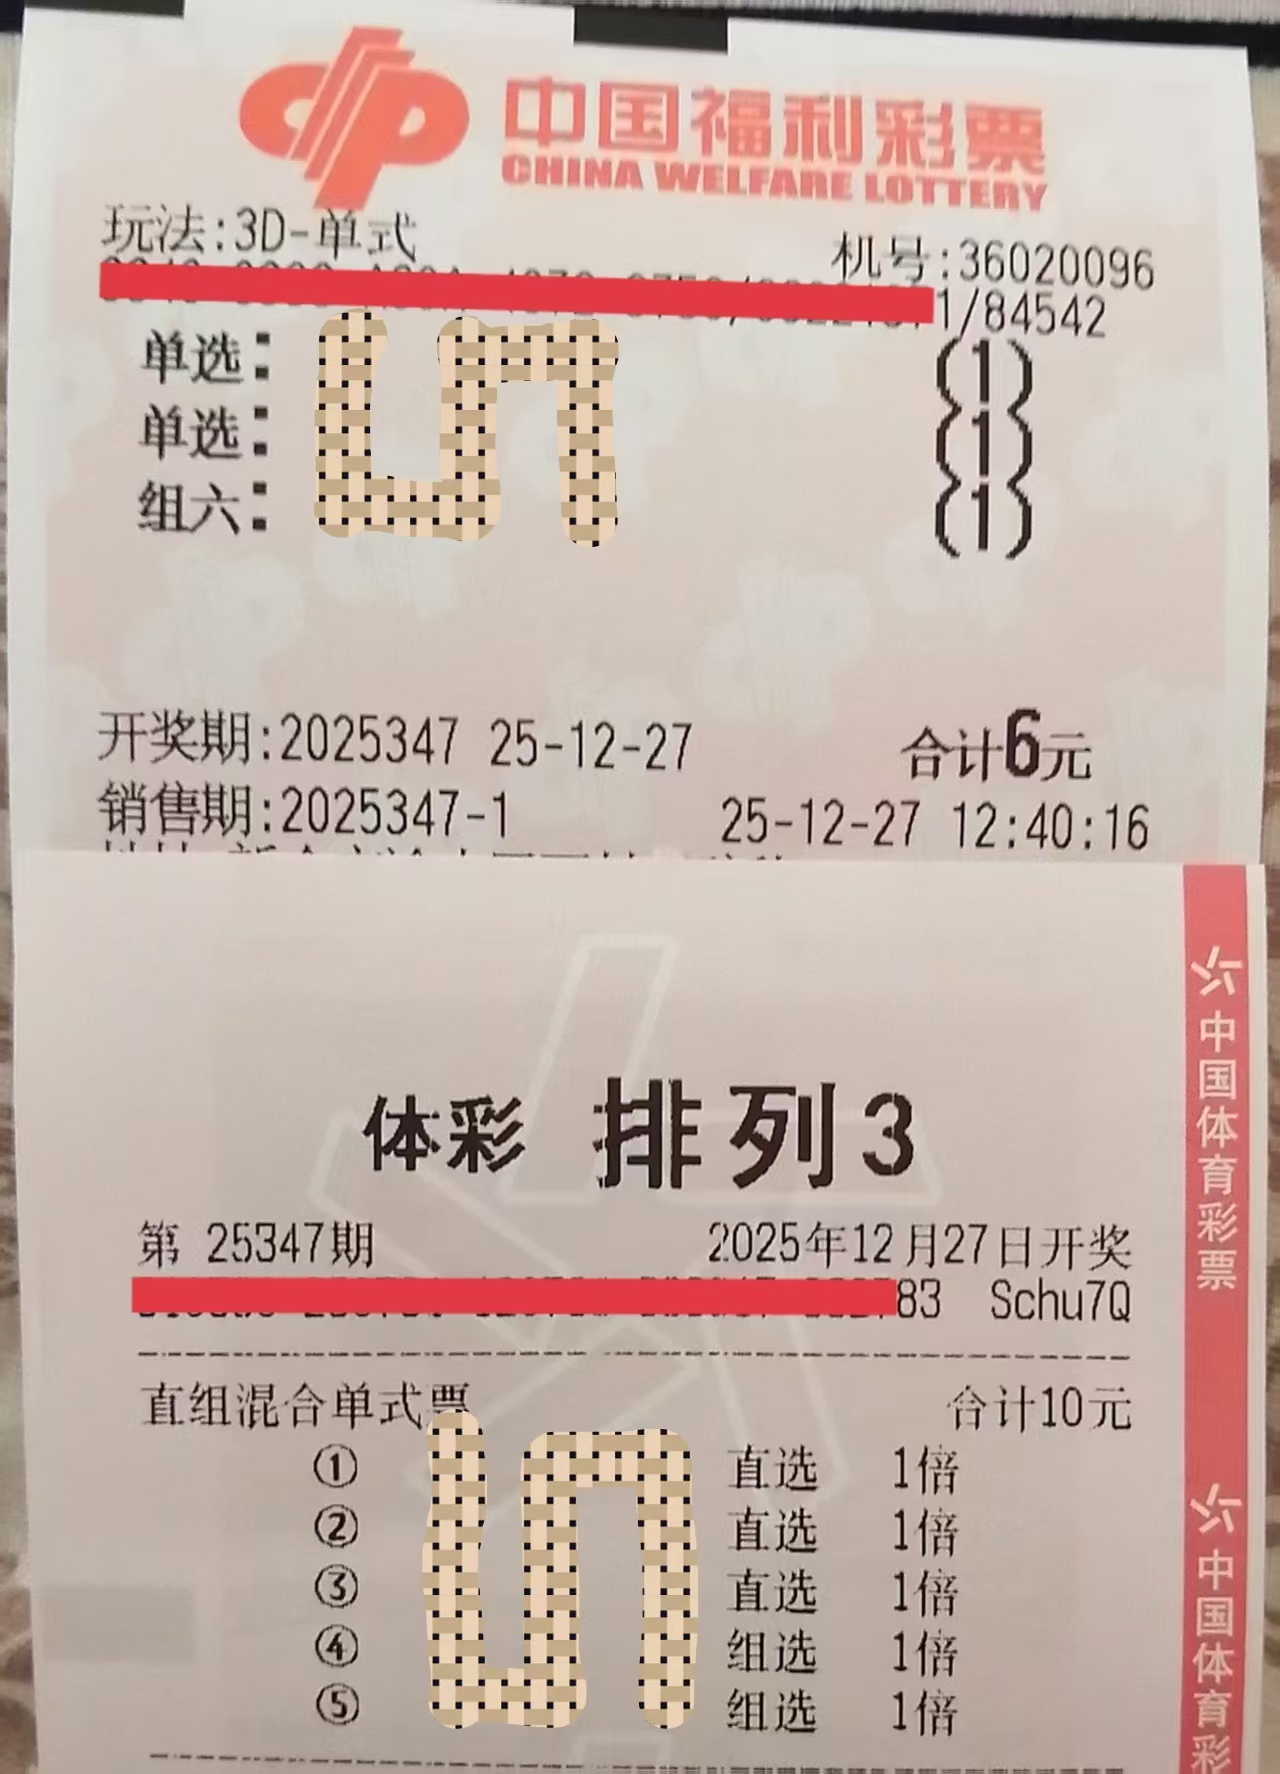 中国福利彩票
CHINA WELFARE LOTTERY
玩法:3D-单式
机号:36020096
1/84542
单选: (1)
单选: (1)
组六: (1)
开奖期:2025347 25-12-27 合计6元
销售期:2025347-1 25-12-27 12:40:16
体彩 排列3
第 25347期 2025年12月27日开奖
83 Schu7Q
直组混合单式票 合计10元
① 直选 1倍
② 直选 1倍
③ 直选 1倍
④ 组选 1倍
⑤ 组选 1倍
中国体育彩票
中国体育彩